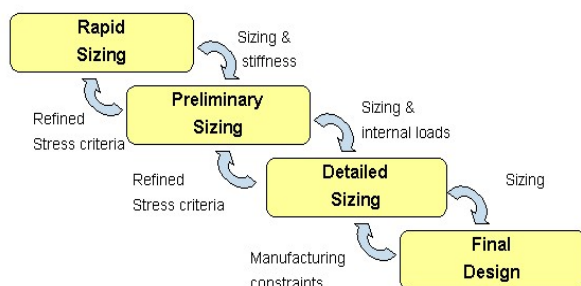 Rapid
Sizing
Sizing &
stiffness
Refined
Stress criteria
Preliminary
Sizing
Sizing &
internal loads
Refined
Stress criteria
Detailed
Sizing
Sizing
Manufacturing
constraints
Final
Design